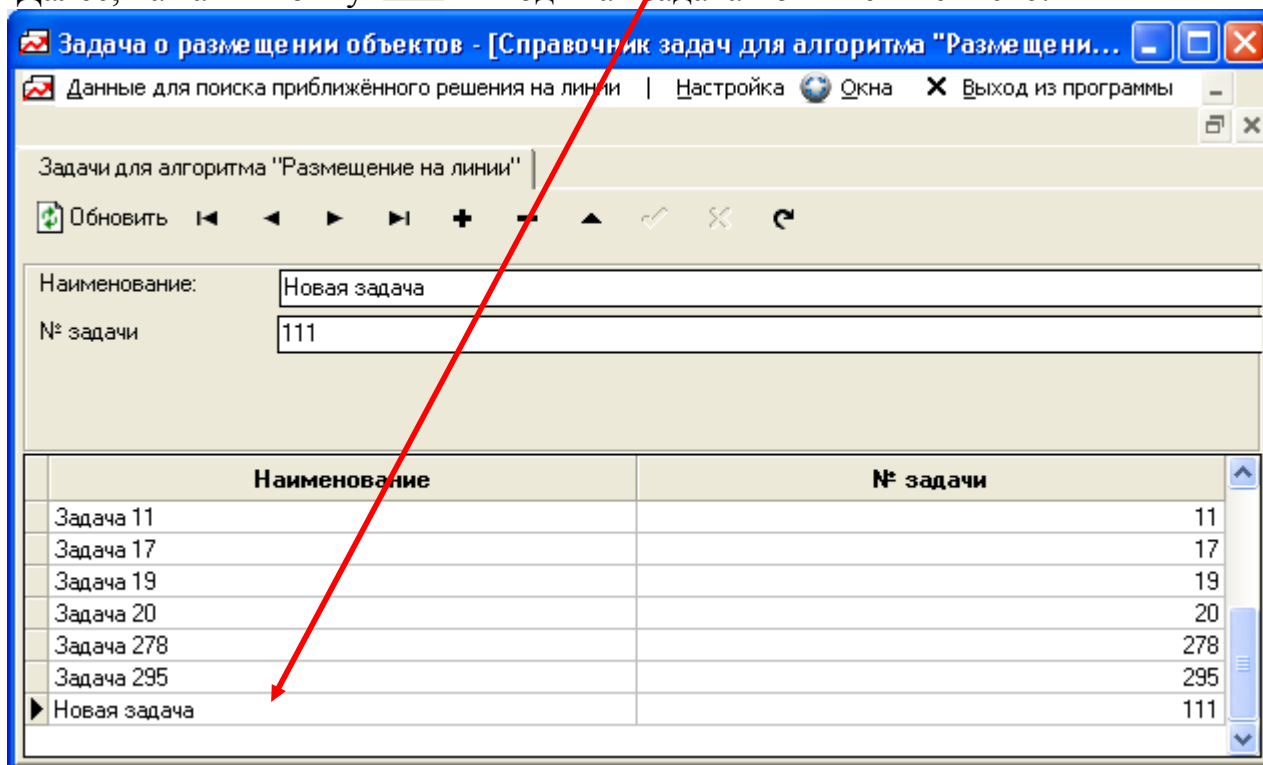 Задача о размещении объектов - [Справочник задач для алгоритма "Размещени...
Данные для поиска приближённого решения на линии | Настройка Окна Выход из программы
Задачи для алгоритма "Размещение на линии"
Обновить
Наименование: Новая задача
№ задачи 111
Наименование № задачи
Задача 11 11
Задача 17 17
Задача 19 19
Задача 20 20
Задача 278 278
Задача 295 295
Новая задача 111